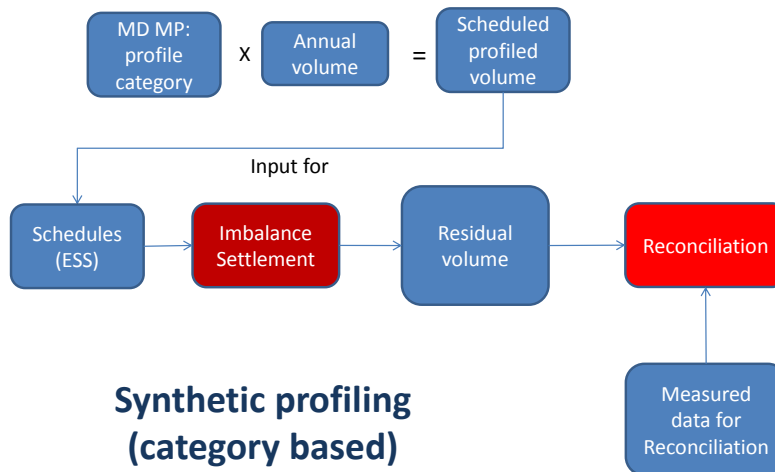 MD MP:
profile
category
X
Annual
volume
=
Scheduled
profiled
volume
Input for
Schedules
(ESS)
Imbalance
Settlement
Residual
volume
Reconciliation
Measured
data for
Reconciliation
Synthetic profiling
(category based)